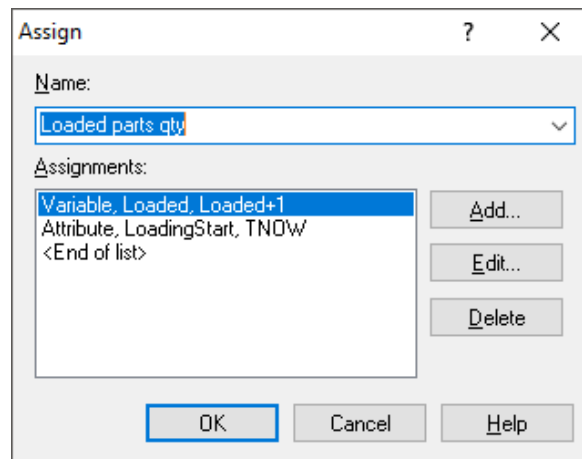 Assign
?
Name:
Loaded parts qty
Assignments:
Variable, Loaded, Loaded+1
Attribute, LoadingStart, TNOW
<End of list>
Add...
Edit...
Delete
OK
Cancel
Help